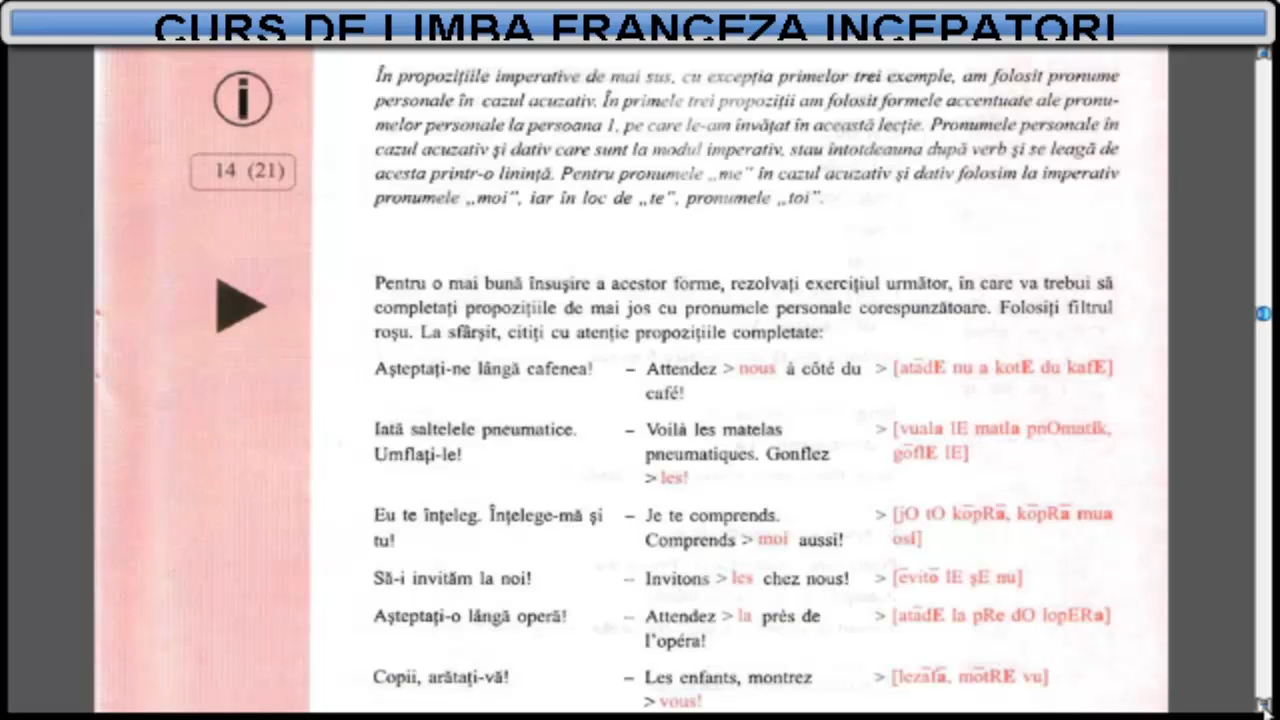 CURS DE LIMBA FRANCEZA INCEPATORI
În propozițiile imperative de mai sus, cu excepția primelor trei exemple, am folosit pronume
personale în cazul acuzativ. În primele trei propoziții am folosit formele accentuate ale pronu-
melor personale la persoana 1, pe care le-am învățat în această lecție. Pronumele personale în
cazul acuzativ și dativ care sunt la modul imperativ, stau întotdeauna după verb și se leagă de
acesta printr-o linință. Pentru pronumele „me” în cazul acuzativ și dativ folosim la imperativ
pronumele „moi”, iar în loc de „te”, pronumele „toi”.
14 (21)
Pentru o mai bună însușire a acestor forme, rezolvați exercițiul următor, în care va trebui să
completați propozițiile de mai jos cu pronumele personale corespunzătoare. Folosiți filtrul
roșu. La sfârșit, citiți cu atenție propozițiile completate:
Așteptați-ne lângă cafenea! – Attendez > nous à côté du > [atādE nu a kotE du kafE]
café!
Iată saltelele pneumatice. – Voilà les matelas > [vuala lE matla pnOmatik,
Umflați-le! pneumatiques. Gonflez gōflE lE]
> les!
Eu te înțeleg. Înțelege-mă și – Je te comprends. > [jO tO kōpRā, kōpRā mua
tu! Comprends > moi aussi! osi]
Să-i invităm la noi! – Invitons > les chez nous! > [ēvitō lE șE nu]
Așteptați-o lângă operă! – Attendez > la près de > [atādE la pRe dO lopERa]
l'opéra!
Copii, arătați-vă! – Les enfants, montrez > [lezāfā, mōtRE vu]
> vous!